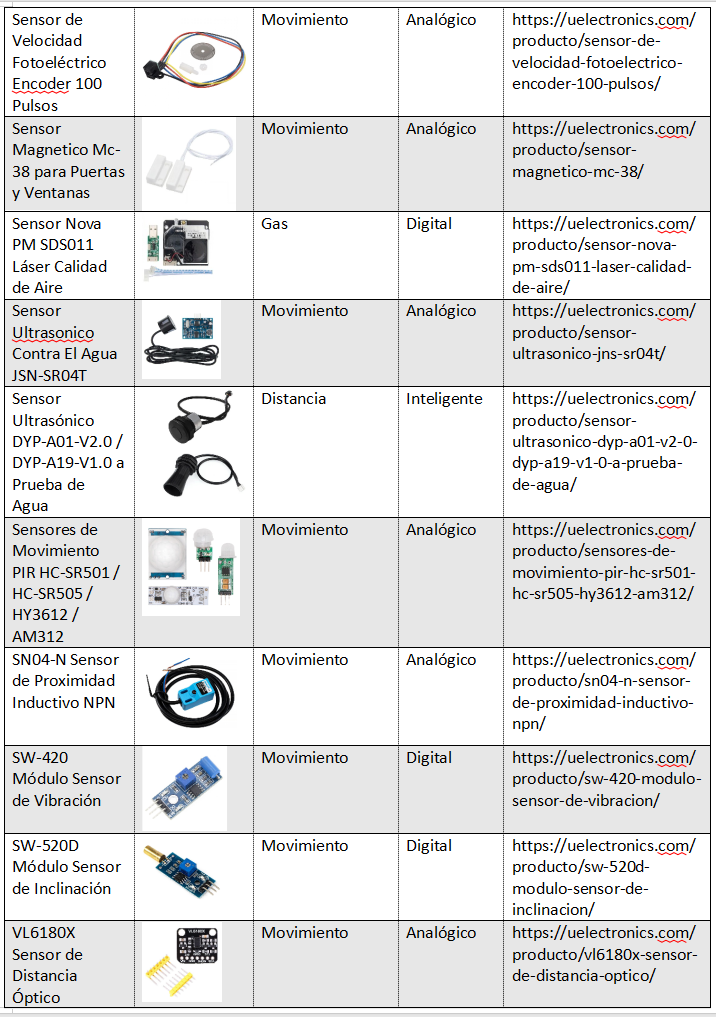 Sensor de
Velocidad
Fotoeléctrico
Encoder 100
Pulsos
Movimiento
Analógico
https://uelectronics.com/
producto/sensor-de-
velocidad-fotoelectrico-
encoder-100-pulsos/
Sensor
Magnetico Mc-
38 para Puertas
y Ventanas
Movimiento
Analógico
https://uelectronics.com/
producto/sensor-
magnetico-mc-38/
Sensor Nova
PM SDS011
Láser Calidad
de Aire
Gas
Digital
https://uelectronics.com/
producto/sensor-nova-
pm-sds011-laser-calidad-
de-aire/
Sensor
Ultrasonico
Contra El Agua
JSN-SR04T
Movimiento
Analógico
https://uelectronics.com/
producto/sensor-
ultrasonico-jns-sr04t/
Sensor
Ultrasónico
DYP-A01-V2.0 /
DYP-A19-V1.0 a
Prueba de
Agua
Distancia
Inteligente
https://uelectronics.com/
producto/sensor-
ultrasonico-dyp-a01-v2-0-
dyp-a19-v1-0-a-prueba-
de-agua/
Sensores de
Movimiento
PIR HC-SR501 /
HC-SR505 /
HY3612 /
AM312
Movimiento
Analógico
https://uelectronics.com/
producto/sensores-de-
movimiento-pir-hc-sr501-
hc-sr505-hy3612-am312/
SN04-N Sensor
de Proximidad
Inductivo NPN
Movimiento
Analógico
https://uelectronics.com/
producto/sn04-n-sensor-
de-proximidad-inductivo-
npn/
SW-420
Módulo Sensor
de Vibración
Movimiento
Digital
https://uelectronics.com/
producto/sw-420-modulo-
sensor-de-vibracion/
SW-520D
Módulo Sensor
de Inclinación
Movimiento
Digital
https://uelectronics.com/
producto/sw-520d-
modulo-sensor-de-
inclinacion/
VL6180X
Sensor de
Distancia
Óptico
VL6180X
Movimiento
Analógico
https://uelectronics.com/
producto/vl6180x-sensor-
de-distancia-optico/